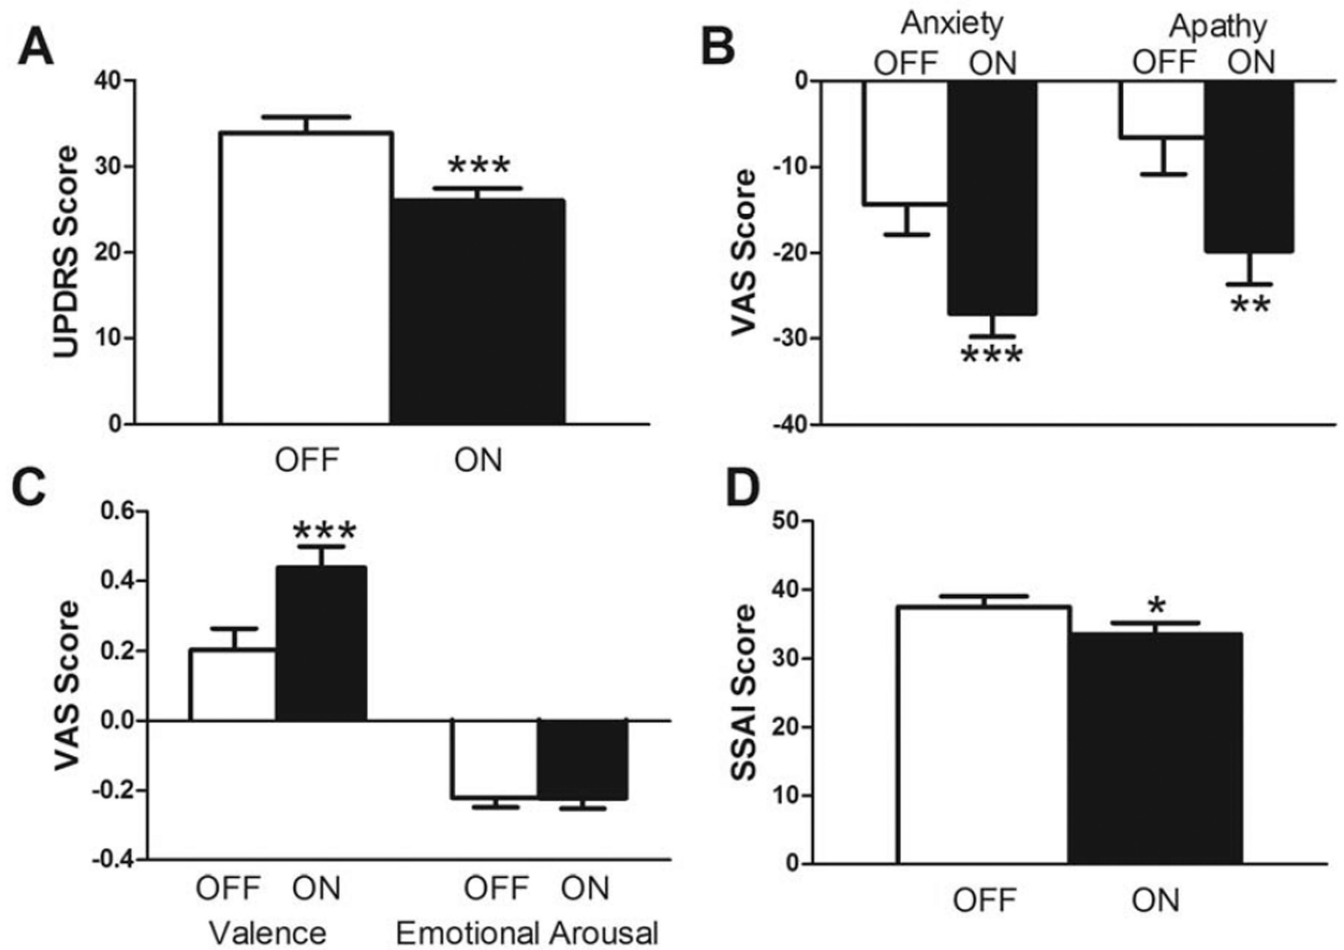 A
UPDRS Score
40
30
20
10
0
***
OFF ON
B
Anxiety Apathy
OFF ON OFF ON
VAS Score
0
-10
-20
-30
-40
***
**
C
VAS Score
0.6
0.4
0.2
0.0
-0.2
-0.4
***
OFF ON OFF ON
Valence Emotional Arousal
D
SSAI Score
50
40
30
20
10
0
*
OFF ON